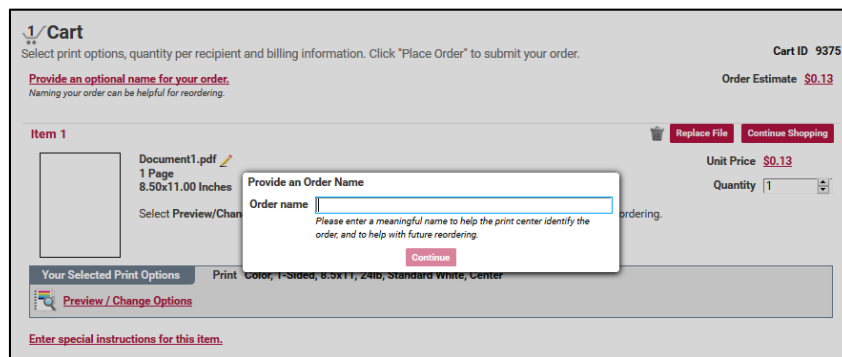 1 Cart
Select print options, quantity per recipient and billing information. Click "Place Order" to submit your order.
Cart ID 9375
Provide an optional name for your order.
Order Estimate $0.13
Naming your order can be helpful for reordering.
Item 1
Replace File
Continue Shopping
Document1.pdf
Unit Price $0.13
1 Page
8.50x11.00 Inches
Quantity 1
Select Preview/Chan
ordering.
Provide an Order Name
Order name
Please enter a meaningful name to help the print center identify the
order, and to help with future reordering.
Continue
Your Selected Print Options
Print Color, 1-Sided, 8.5x11, 24lb, Standard White, Center
Preview / Change Options
Enter special instructions for this item.